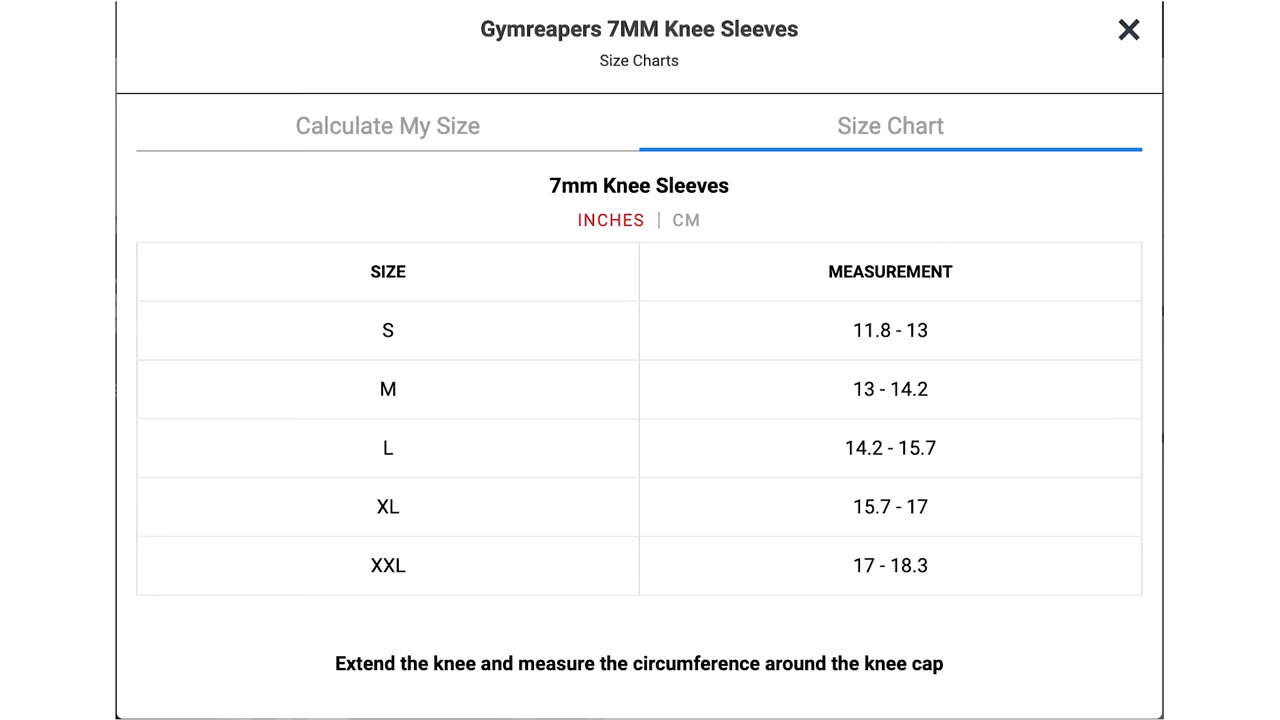 Gymreapers 7MM Knee Sleeves
Size Charts
Calculate My Size Size Chart
7mm Knee Sleeves
INCHES | CM
SIZE MEASUREMENT
S 11.8 - 13
M 13 - 14.2
L 14.2 - 15.7
XL 15.7 - 17
XXL 17 - 18.3
Extend the knee and measure the circumference around the knee cap